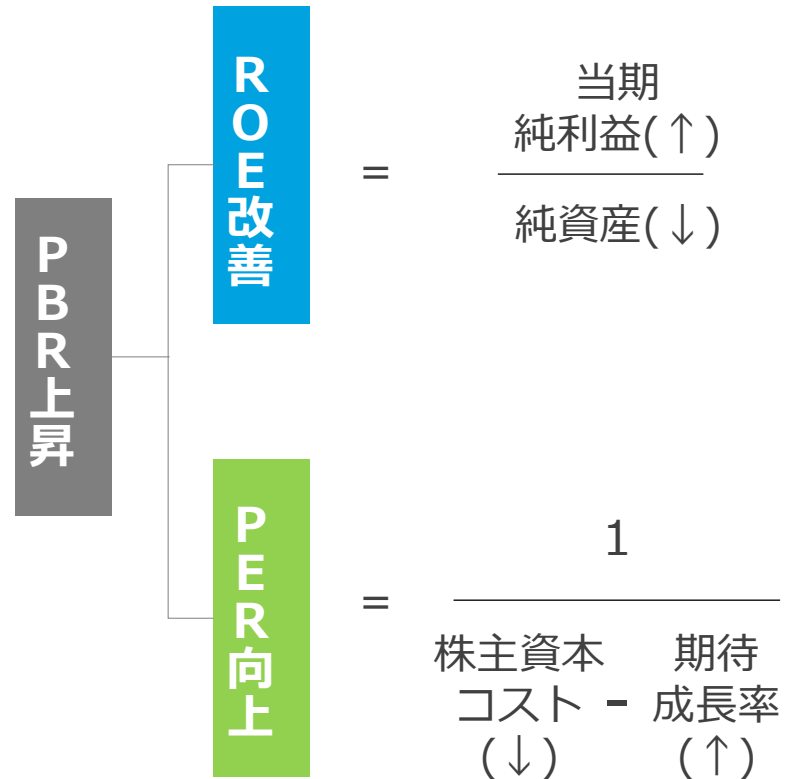 PBR上昇
ROE改善
=
当期
純利益(↑)
純資産(↓)
PER向上
=
1
株主資本
コスト
(↓)
-
期待
成長率
(↑)